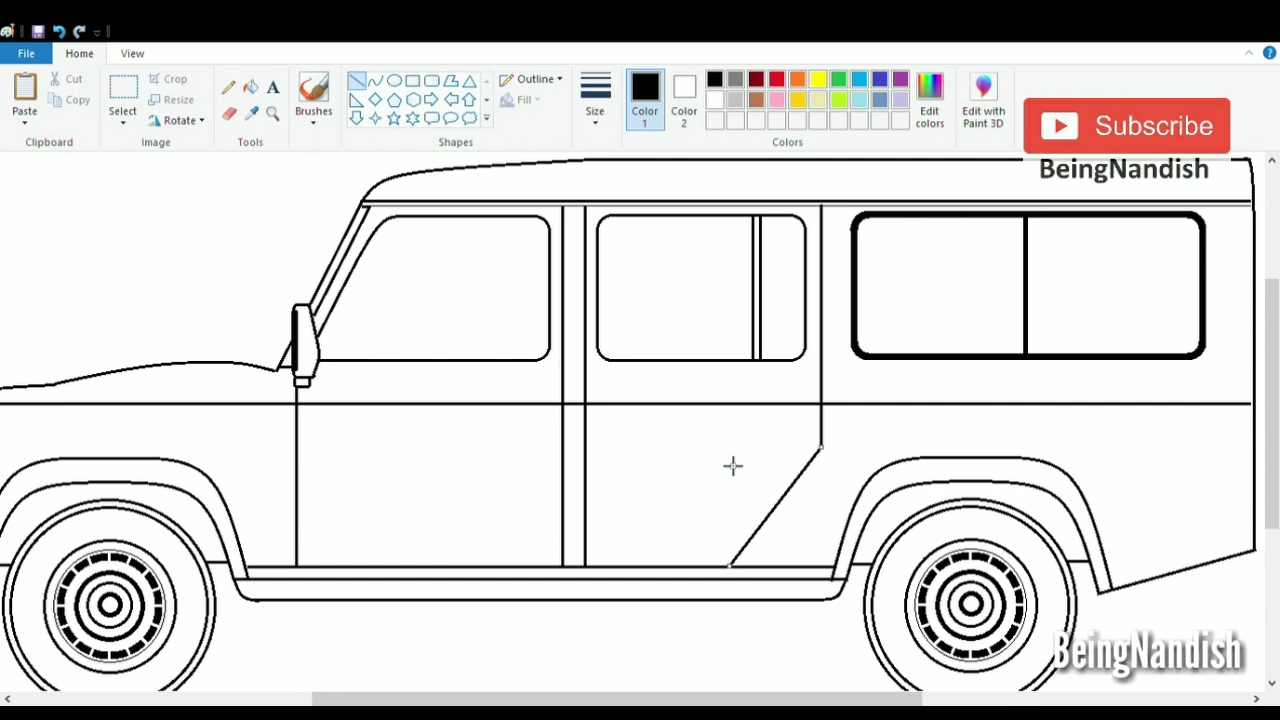 File Home View
Paste
Cut
Copy
Clipboard
Select
Crop
Resize
Rotate
Image
A
Tools
Brushes
Shapes
Outline
Fill
Size
Color 1
Color 2
Edit colors
Colors
Edit with Paint 3D
Subscribe
BeingNandish
BeingNandish